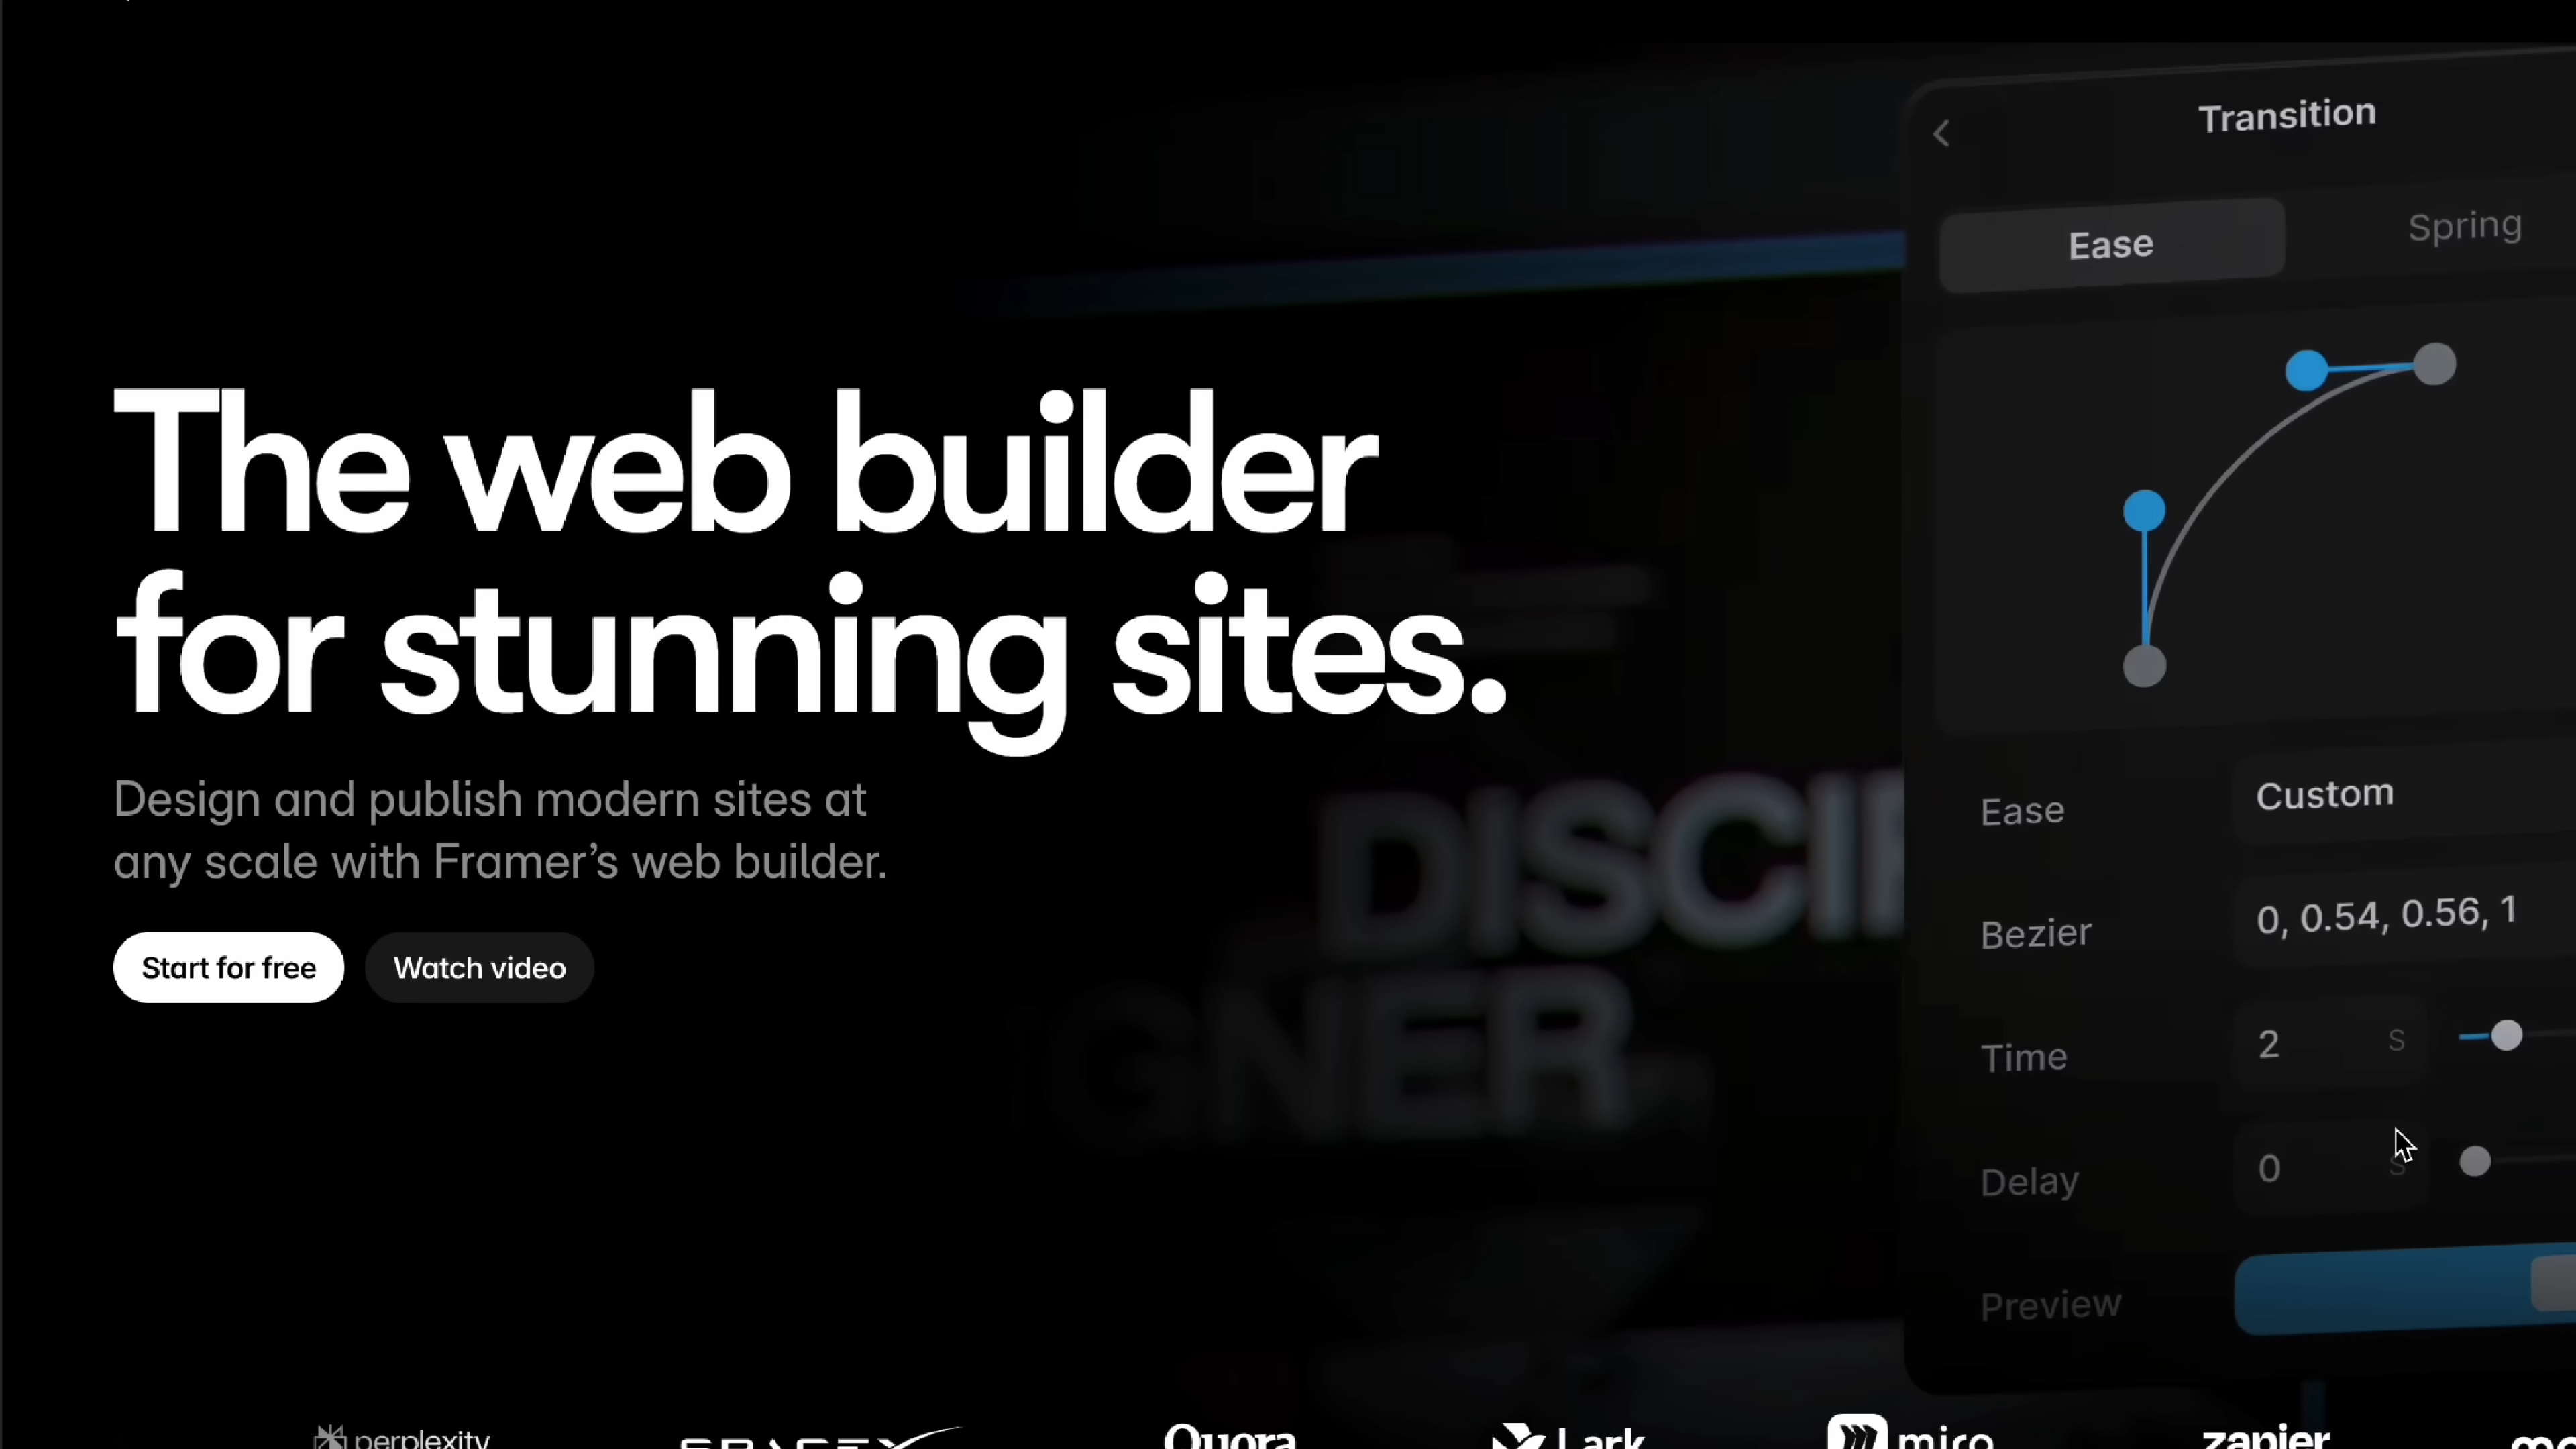 The web builder
for stunning sites.
Design and publish modern sites at
any scale with Framer’s web builder.
Start for free
Watch video
Transition
Ease
Spring
Ease
Custom
Bezier
0, 0.54, 0.56, 1
Time
2
s
Delay
0
s
Preview
perplexity
SPACEX
Quora
Lark
miro
zapier